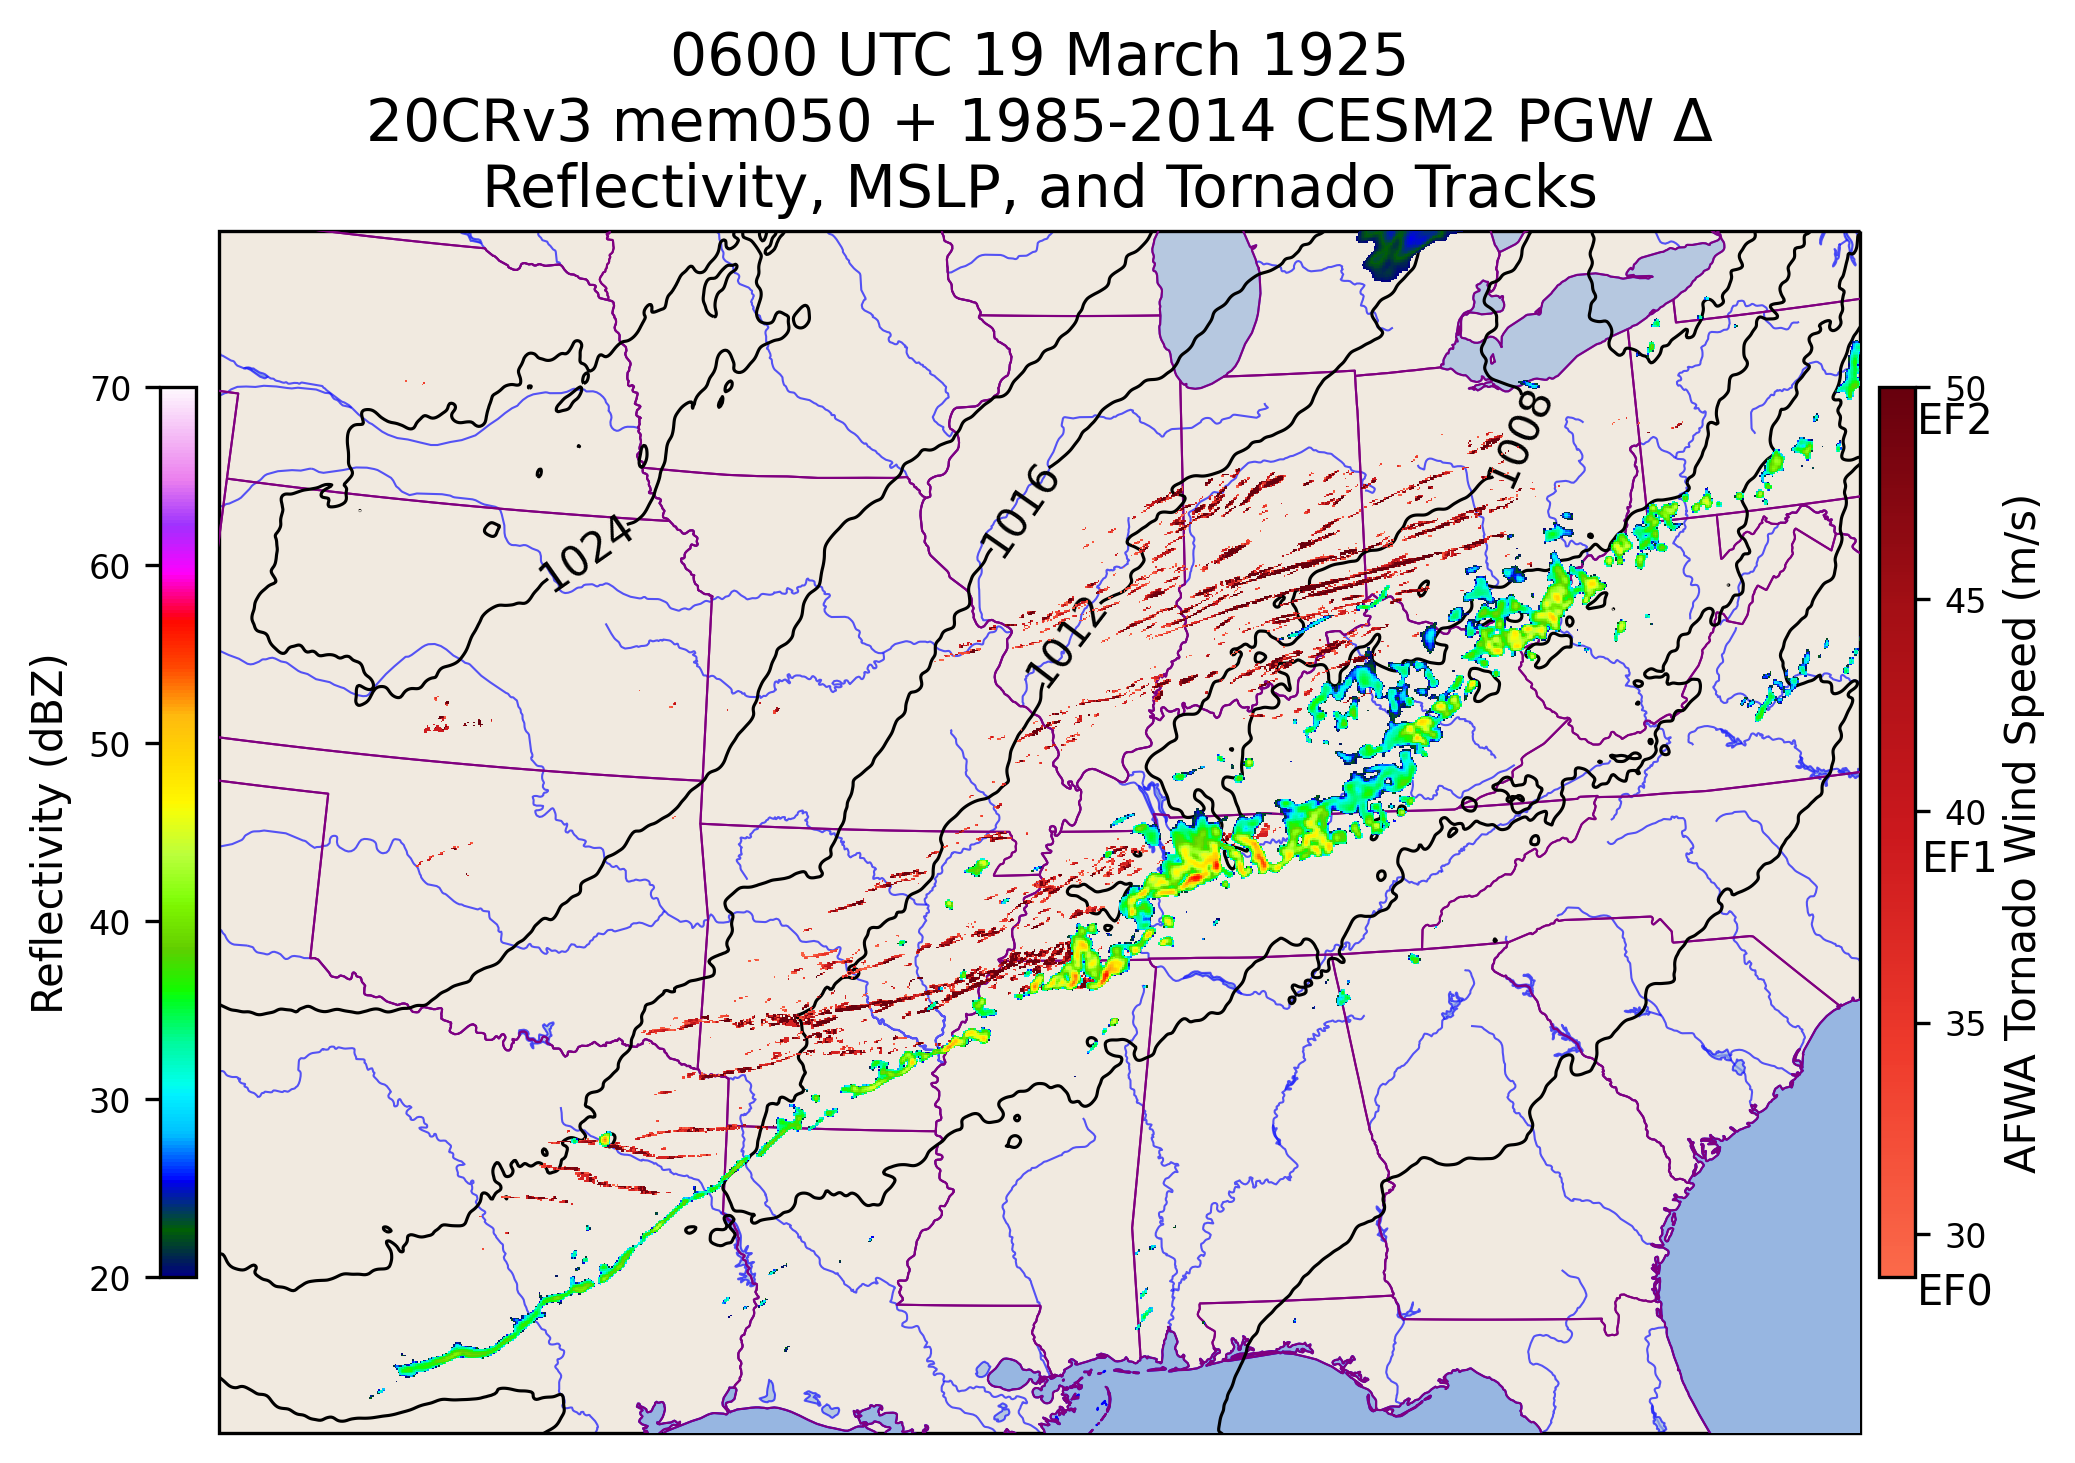 0600 UTC 19 March 1925
20CRv3 mem050 + 1985-2014 CESM2 PGW Δ
Reflectivity, MSLP, and Tornado Tracks
70
60
50
40
30
20
Reflectivity (dBZ)
1024
1016
1012
1008
50
EF2
45
40
EF1
35
30
EF0
AFWA Tornado Wind Speed (m/s)